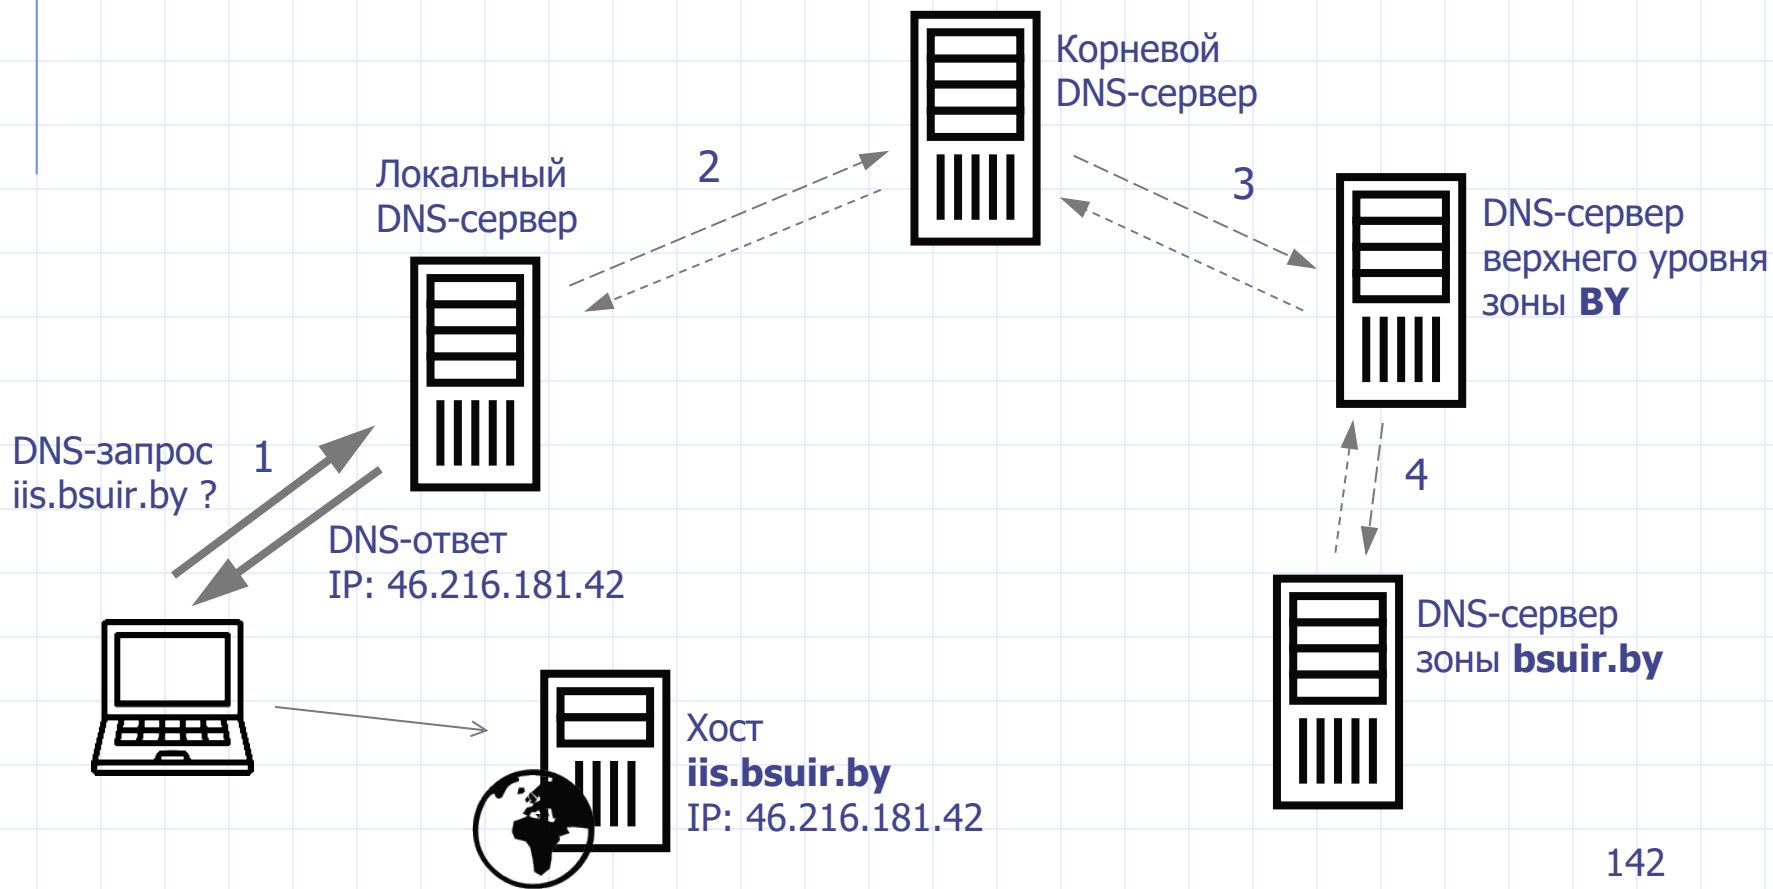 Корневой
DNS-сервер
2
3
Локальный
DNS-сервер
DNS-сервер
верхнего уровня
зоны BY
DNS-запрос
iis.bsuir.by ?
1
4
DNS-ответ
IP: 46.216.181.42
DNS-сервер
зоны bsuir.by
Хост
iis.bsuir.by
IP: 46.216.181.42
142